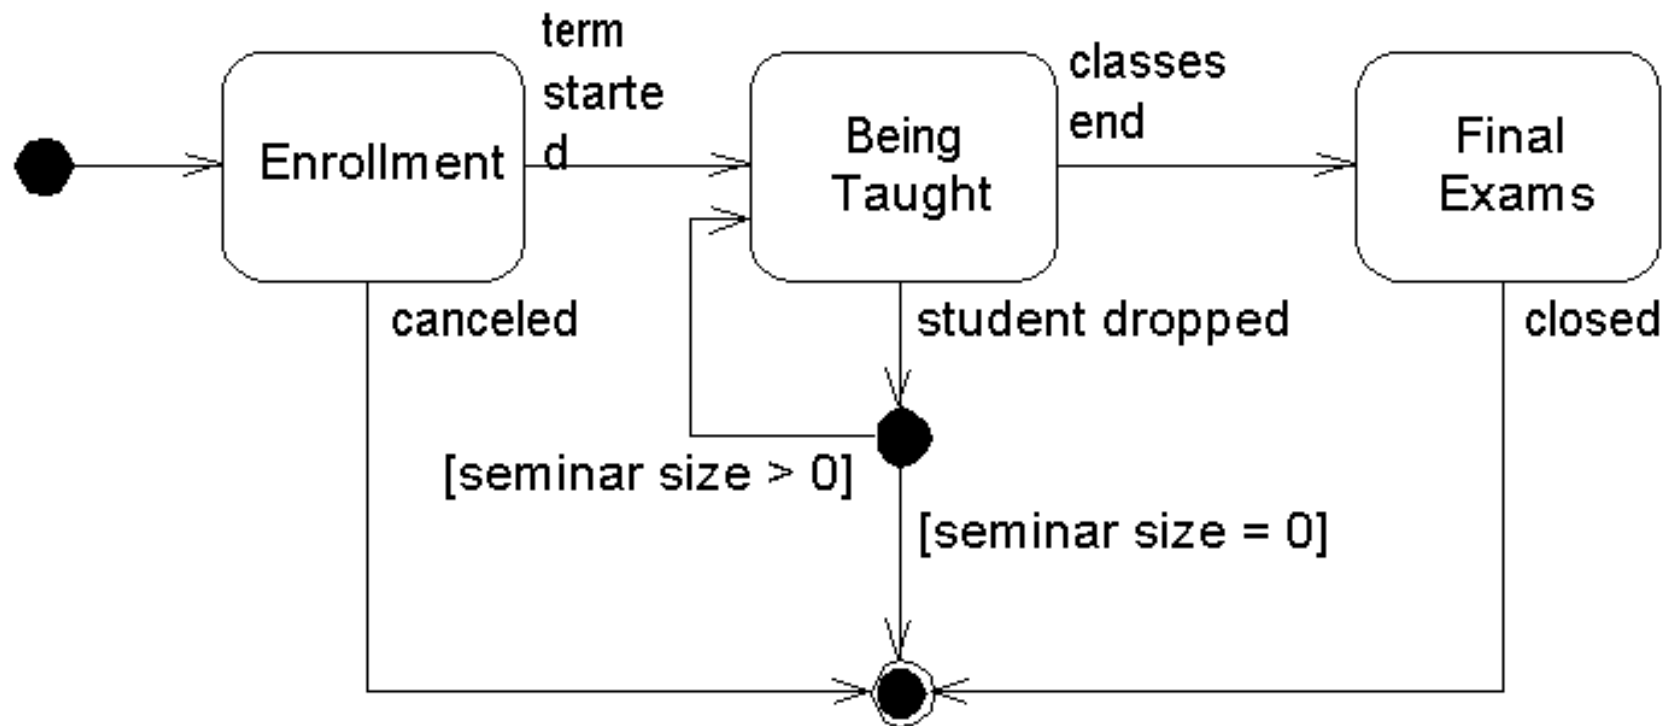 term
starte
d
Enrollment
Being
Taught
classes
end
Final
Exams
canceled
student dropped
closed
[seminar size > 0]
[seminar size = 0]